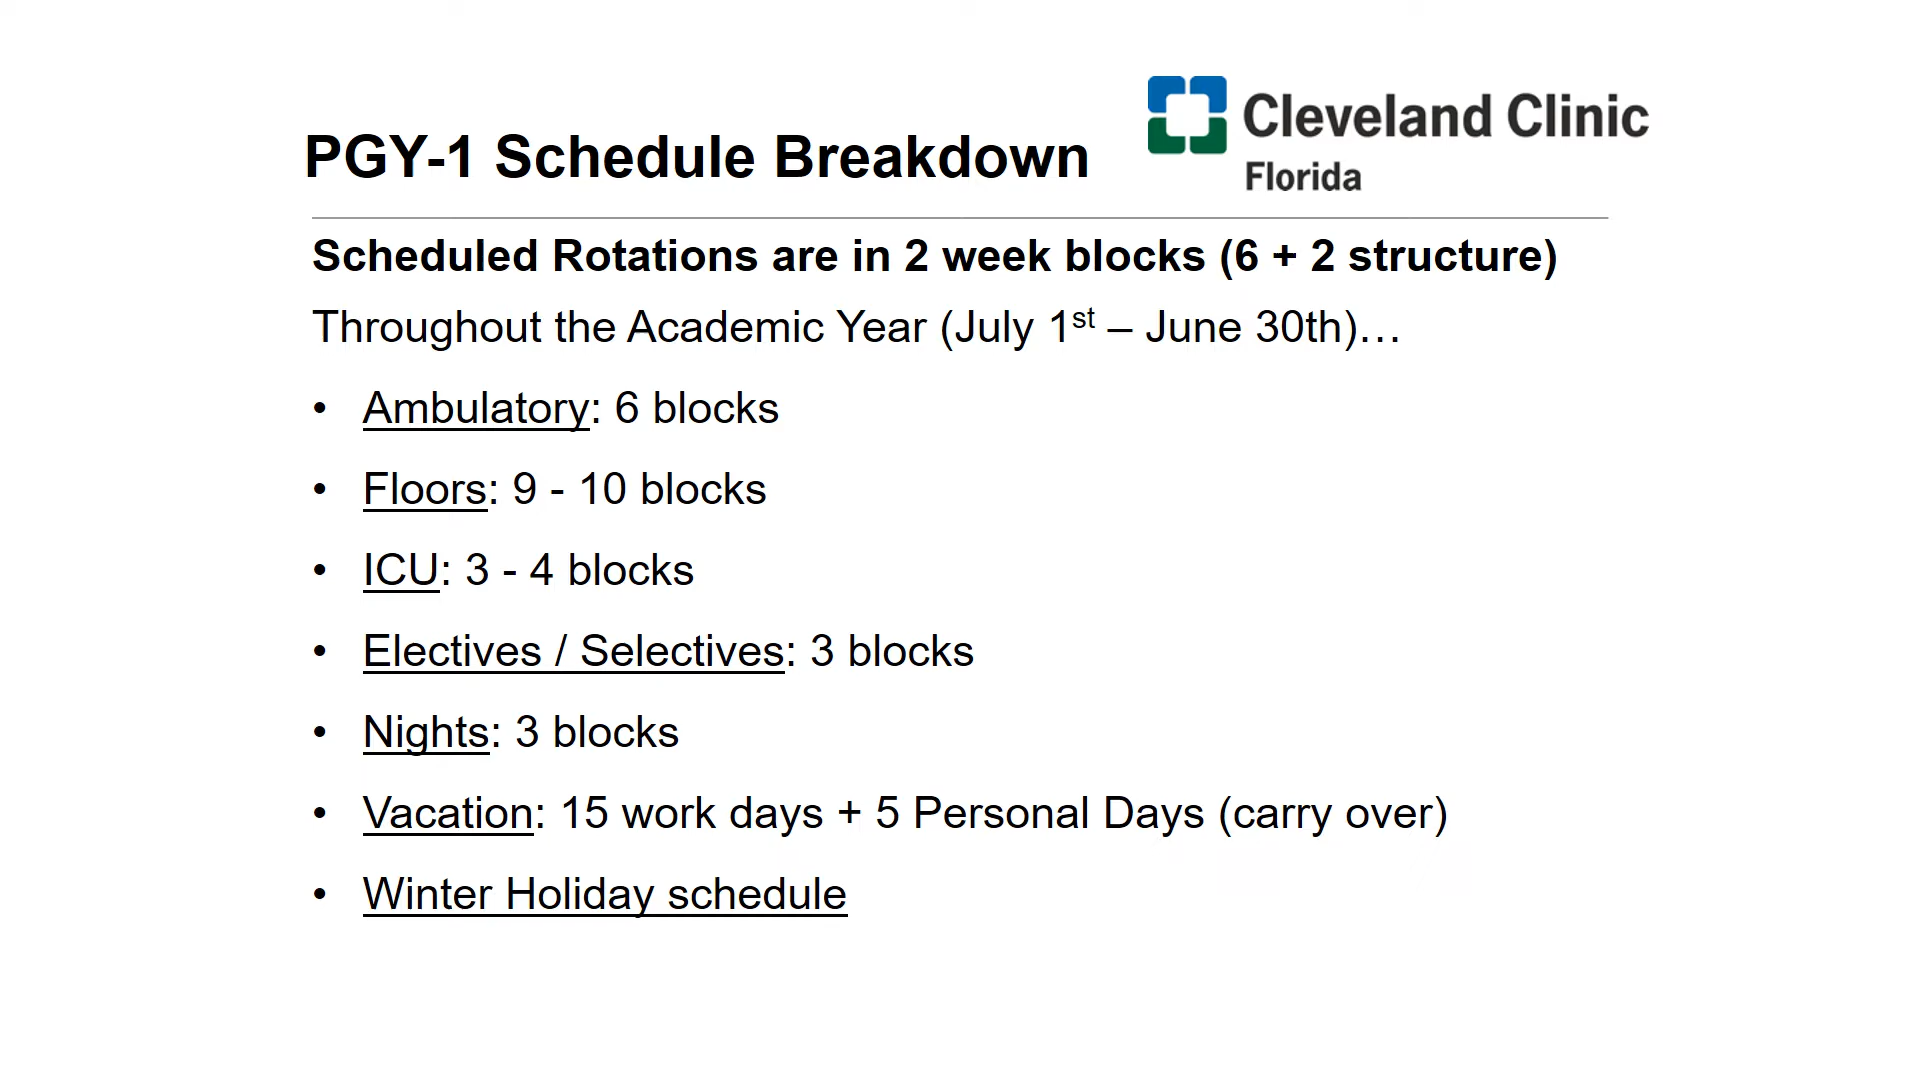 Cleveland Clinic
Florida
PGY-1 Schedule Breakdown
Scheduled Rotations are in 2 week blocks (6 + 2 structure)
Throughout the Academic Year (July 1st – June 30th)…
• Ambulatory: 6 blocks
• Floors: 9 - 10 blocks
• ICU: 3 - 4 blocks
• Electives / Selectives: 3 blocks
• Nights: 3 blocks
• Vacation: 15 work days + 5 Personal Days (carry over)
• Winter Holiday schedule